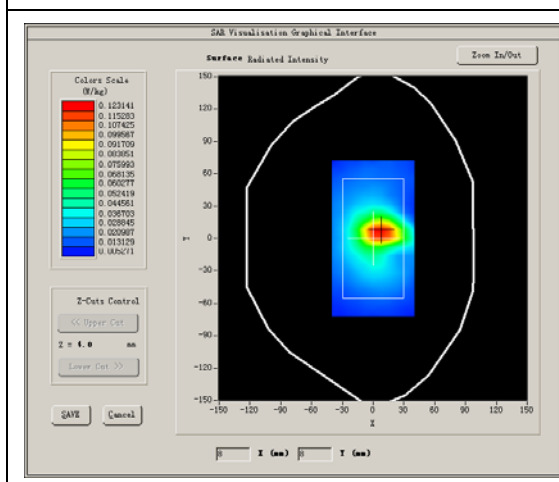 SAR Visualisation Graphical Interface
Surface Radiated Intensity
Zoom In/Out
Colors Scale
(W/kg)
0.123141
0.115283
0.107425
0.099567
0.091709
0.083851
0.075993
0.068135
0.060277
0.052419
0.044561
0.036703
0.028845
0.020987
0.013129
0.005271
Z-Cuts Control
<< Upper Cut
Z = 4.0 mm
Lower Cut >>
SAVE Cancel
150
120
90
60
30
0
-30
-60
-90
-120
-150
Y
-150 -120 -90 -60 -30 0 30 60 90 120 150
X
8 X (mm) 8 Y (mm)